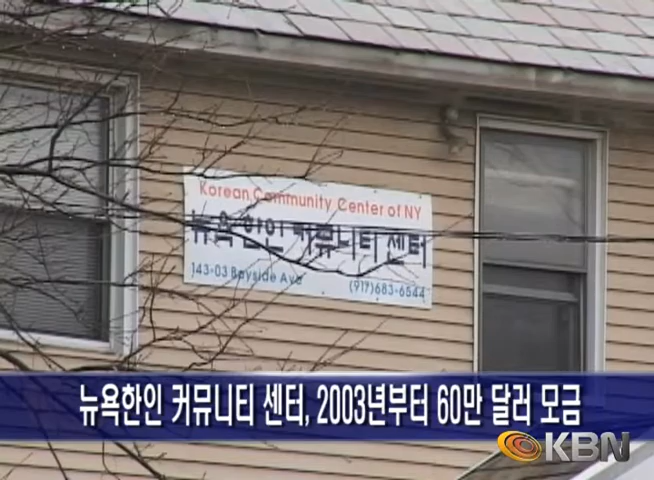 Korean Community Center of NY
뉴욕한인 커뮤니티 센터
143-03 Bayside Ave
(917)683-6544
뉴욕한인 커뮤니티 센터, 2003년부터 60만 달러 모금
KBN